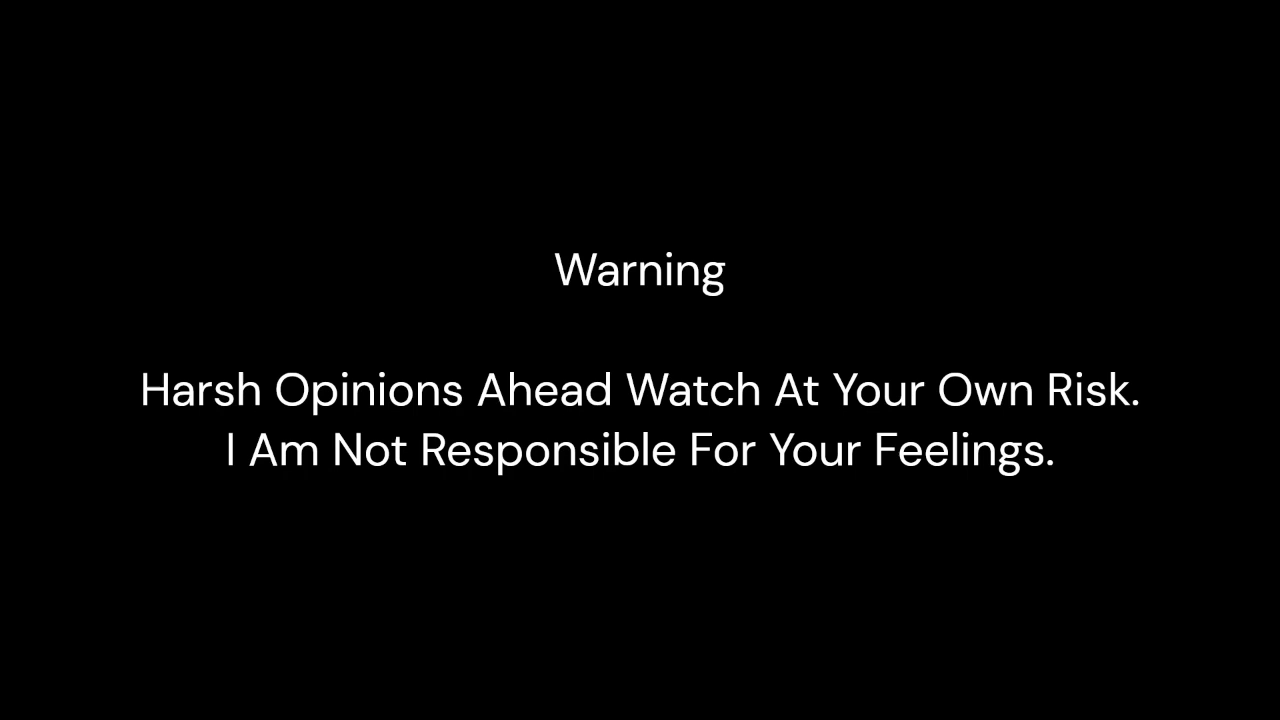 Warning
Harsh Opinions Ahead Watch At Your Own Risk.
I Am Not Responsible For Your Feelings.